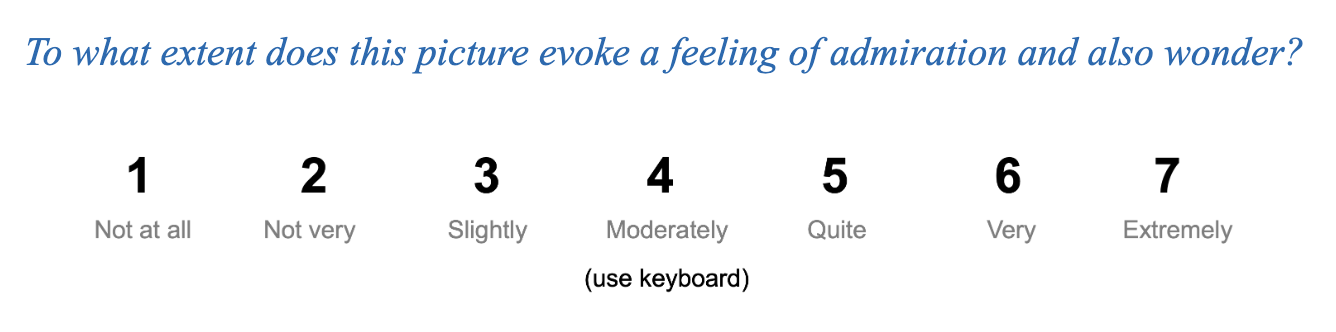 To what extent does this picture evoke a feeling of admiration and also wonder?
1 2 3 4 5 6 7
Not at all Not very Slightly Moderately Quite Very Extremely
(use keyboard)